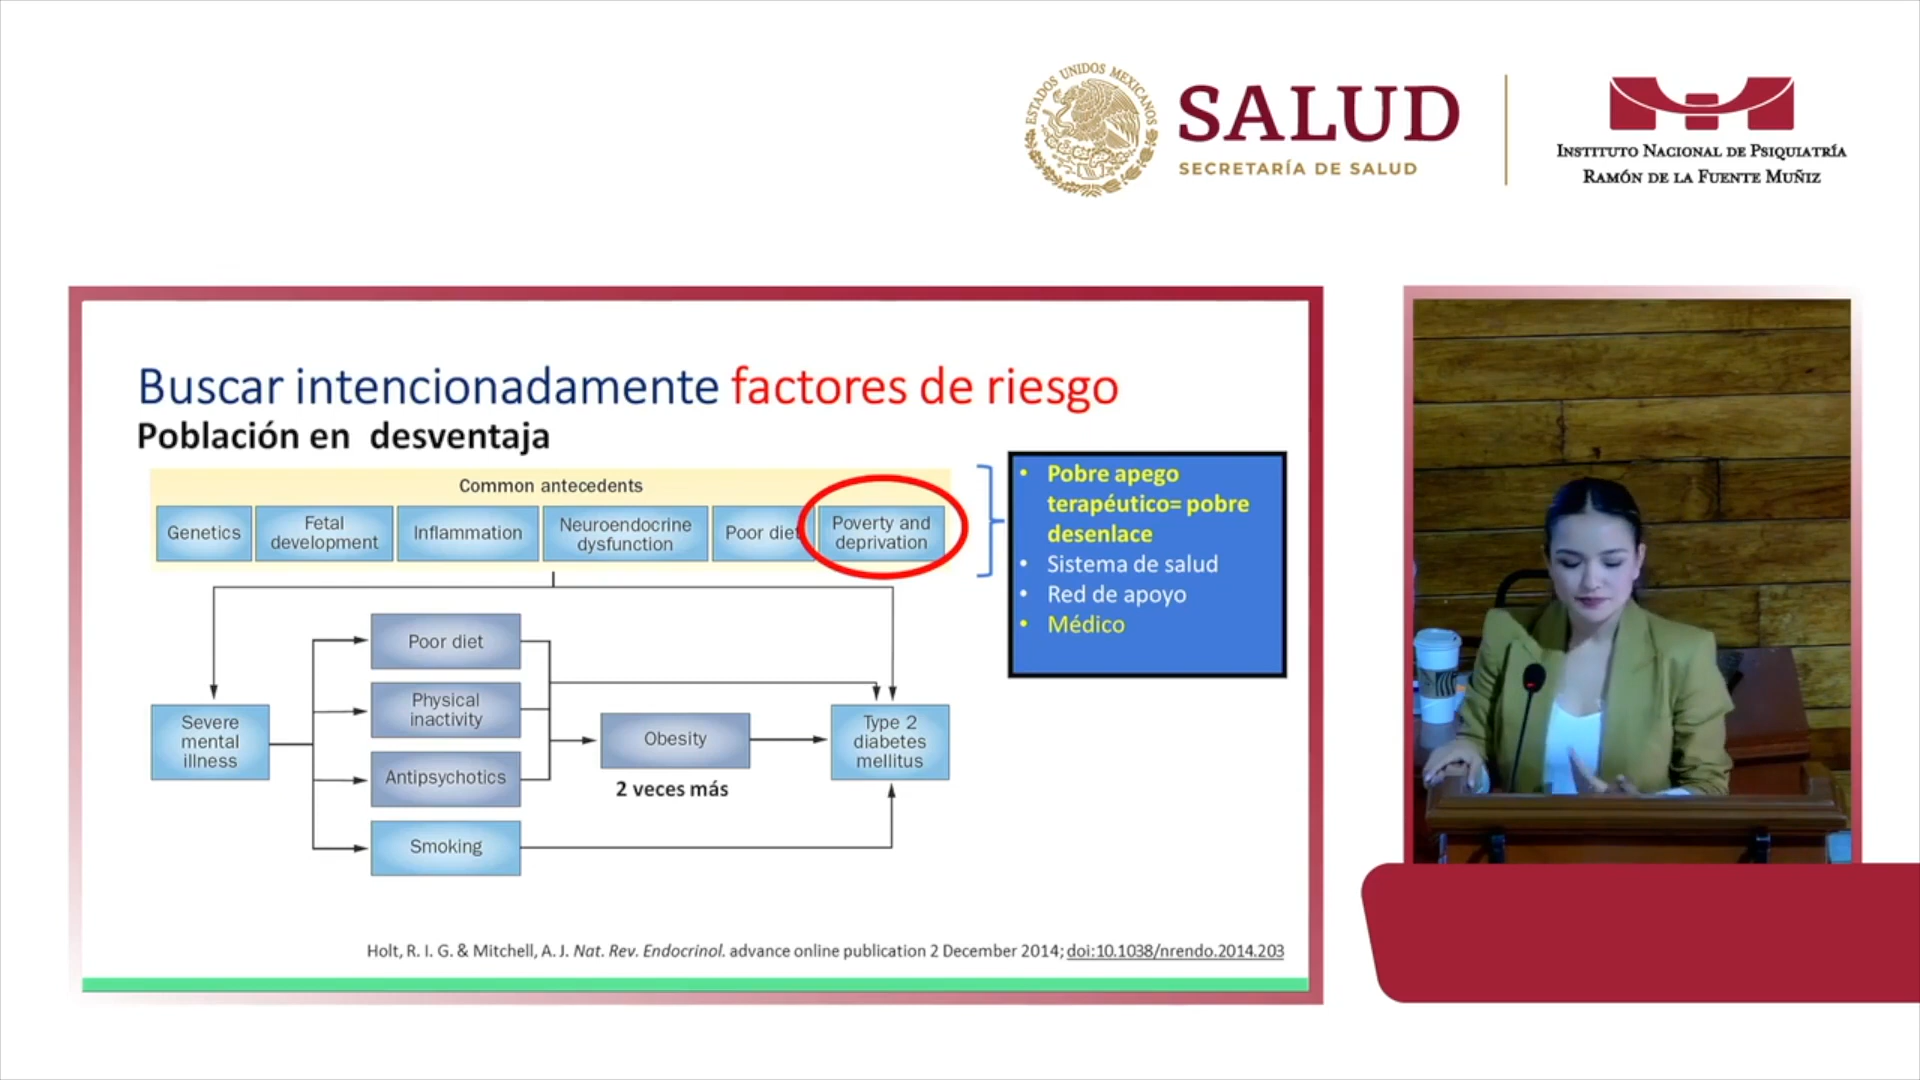 ESTADOS UNIDOS MEXICANOS
SALUD
SECRETARÍA DE SALUD
INSTITUTO NACIONAL DE PSIQUIATRÍA
RAMÓN DE LA FUENTE MUÑIZ
Buscar intencionadamente factores de riesgo
Población en desventaja
Common antecedents
Genetics
Fetal
development
Inflammation
Neuroendocrine
dysfunction
Poor diet
Poverty and
deprivation
• Pobre apego
terapéutico= pobre
desenlace
• Sistema de salud
• Red de apoyo
• Médico
Severe
mental
illness
Poor diet
Physical
inactivity
Antipsychotics
Smoking
Obesity
2 veces más
Type 2
diabetes
mellitus
Holt, R. I. G. & Mitchell, A. J. Nat. Rev. Endocrinol. advance online publication 2 December 2014; doi:10.1038/nrendo.2014.203